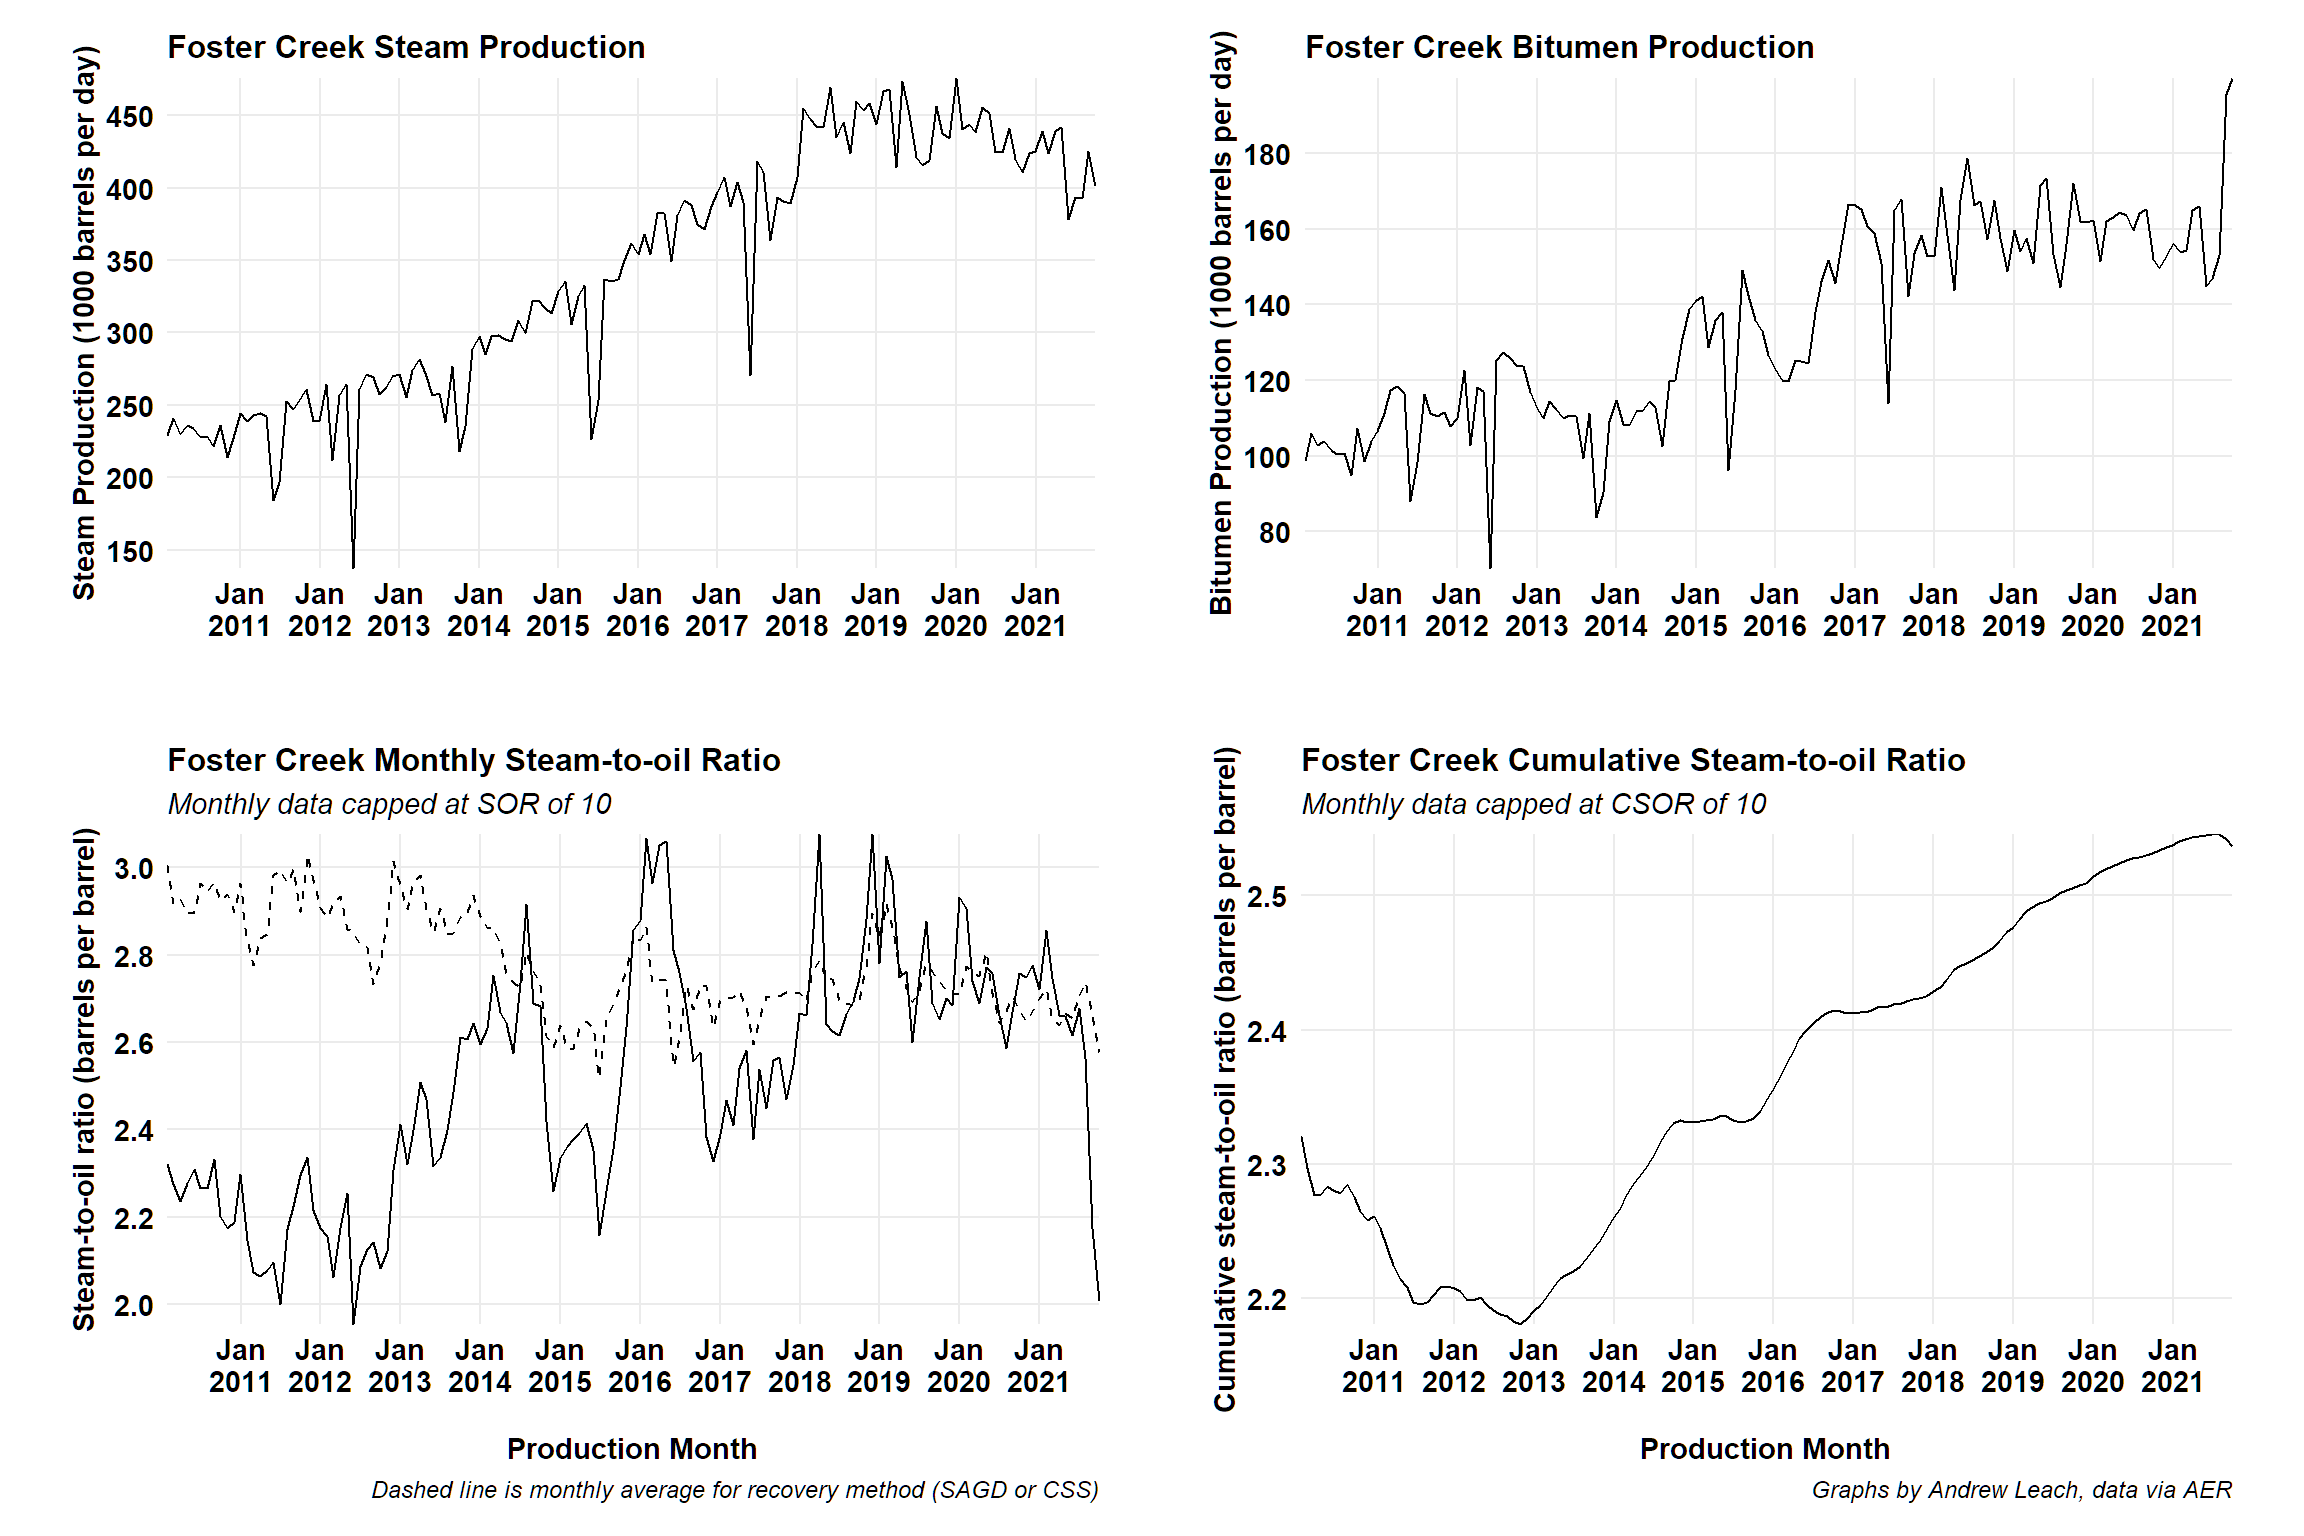 Foster Creek Steam Production
Steam Production (1000 barrels per day)
450
400
350
300
250
200
150
Jan Jan Jan Jan Jan Jan Jan Jan Jan Jan Jan
2011 2012 2013 2014 2015 2016 2017 2018 2019 2020 2021
Foster Creek Bitumen Production
Bitumen Production (1000 barrels per day)
180
160
140
120
100
80
Jan Jan Jan Jan Jan Jan Jan Jan Jan Jan Jan
2011 2012 2013 2014 2015 2016 2017 2018 2019 2020 2021
Foster Creek Monthly Steam-to-oil Ratio
Monthly data capped at SOR of 10
Steam-to-oil ratio (barrels per barrel)
3.0
2.8
2.6
2.4
2.2
2.0
Jan Jan Jan Jan Jan Jan Jan Jan Jan Jan Jan
2011 2012 2013 2014 2015 2016 2017 2018 2019 2020 2021
Production Month
Dashed line is monthly average for recovery method (SAGD or CSS)
Foster Creek Cumulative Steam-to-oil Ratio
Monthly data capped at CSOR of 10
Cumulative steam-to-oil ratio (barrels per barrel)
2.5
2.4
2.3
2.2
Jan Jan Jan Jan Jan Jan Jan Jan Jan Jan Jan
2011 2012 2013 2014 2015 2016 2017 2018 2019 2020 2021
Production Month
Graphs by Andrew Leach, data via AER